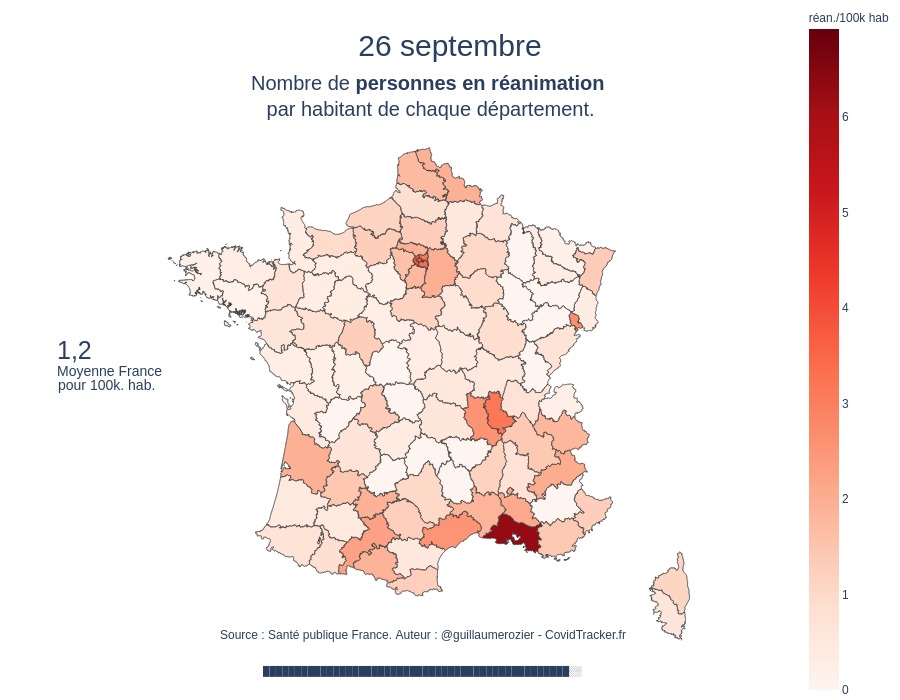 réan./100k hab
26 septembre
Nombre de personnes en réanimation
par habitant de chaque département.
6
5
4
3
2
1
0
1,2
Moyenne France
pour 100k. hab.
Source : Santé publique France. Auteur : @guillaumerozier - CovidTracker.fr